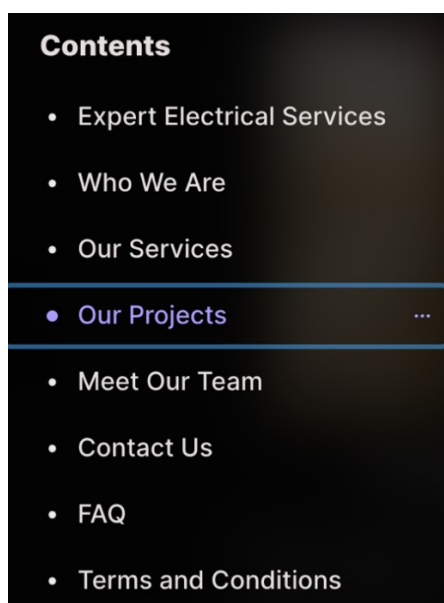 Contents
• Expert Electrical Services
• Who We Are
• Our Services
• Our Projects ...
• Meet Our Team
• Contact Us
• FAQ
• Terms and Conditions